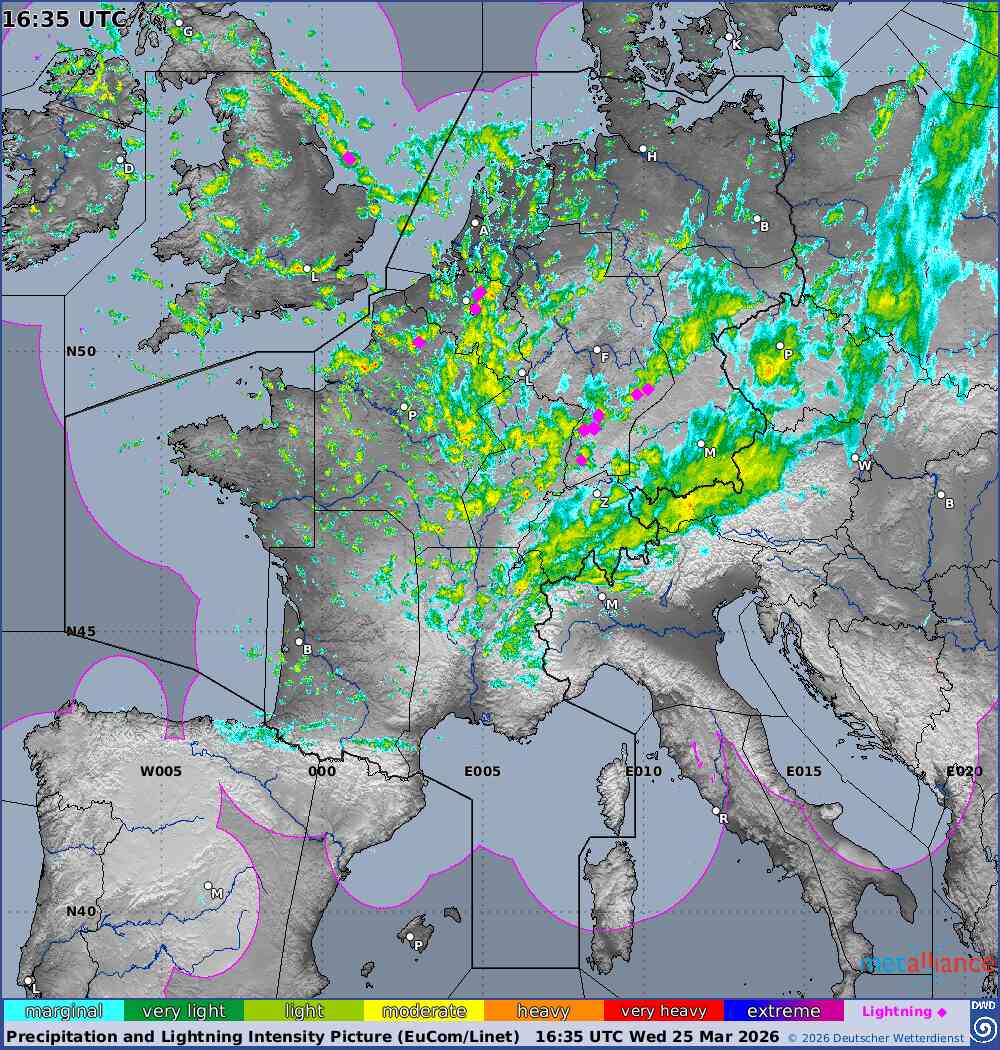 16:35 UTC
G
K
D
H
B
A
L
N50
F
P
L
P
M
W
Z
B
M
N45
B
W005
000
E005
E010
E015
E020
R
M
N40
P
L
metalliance
marginal very light light moderate heavy very heavy extreme Lightning
DWD
Precipitation and Lightning Intensity Picture (EuCom/Linet) 16:35 UTC Wed 25 Mar 2026 © 2026 Deutscher Wetterdienst